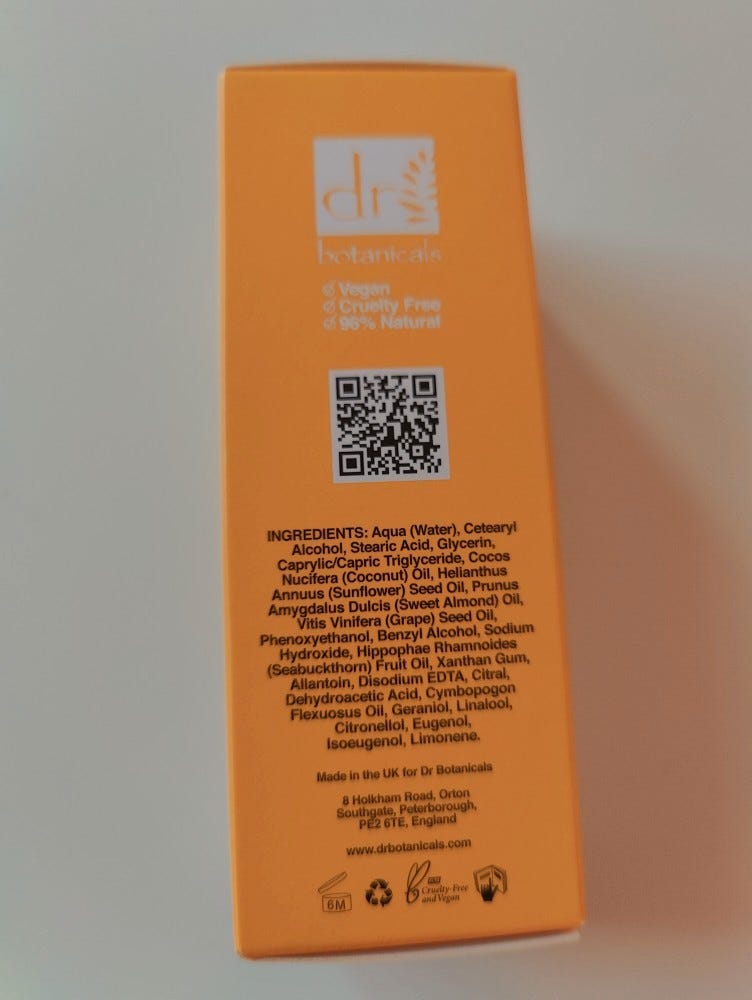 dr
botanicals
Vegan
Cruelty Free
96% Natural
INGREDIENTS: Aqua (Water), Cetearyl
Alcohol, Stearic Acid, Glycerin,
Caprylic/Capric Triglyceride, Cocos
Nucifera (Coconut) Oil, Helianthus
Annuus (Sunflower) Seed Oil, Prunus
Amygdalus Dulcis (Sweet Almond) Oil,
Vitis Vinifera (Grape) Seed Oil,
Phenoxyethanol, Benzyl Alcohol, Sodium
Hydroxide, Hippophae Rhamnoides
(Seabuckthorn) Fruit Oil, Xanthan Gum,
Allantoin, Disodium EDTA, Citral,
Dehydroacetic Acid, Cymbopogon
Flexuosus Oil, Geraniol, Linalool,
Citronellol, Eugenol,
Isoeugenol, Limonene.
Made in the UK for Dr Botanicals
8 Holkham Road, Orton
Southgate, Peterborough,
PE2 6TE, England
www.drbotanicals.com
6M
Cruelty-Free
and Vegan